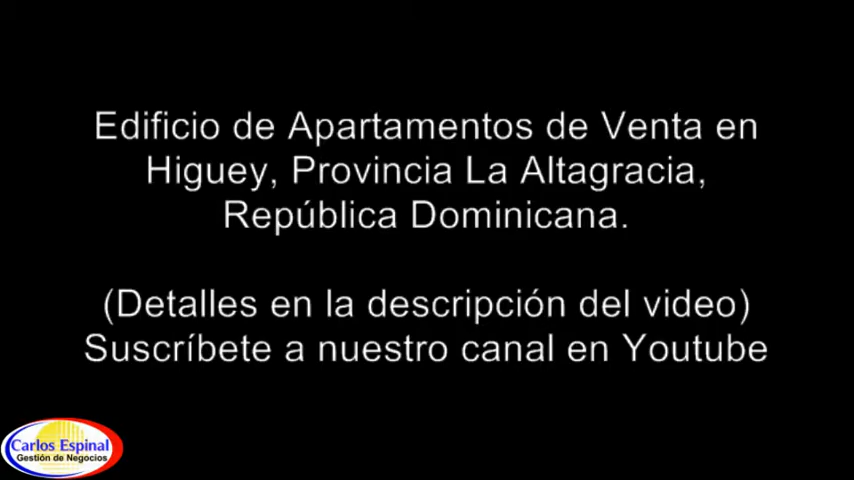 Edificio de Apartamentos de Venta en
Higuey, Provincia La Altagracia,
República Dominicana.
(Detalles en la descripción del video)
Suscríbete a nuestro canal en Youtube
Carlos Espinal
Gestión de Negocios